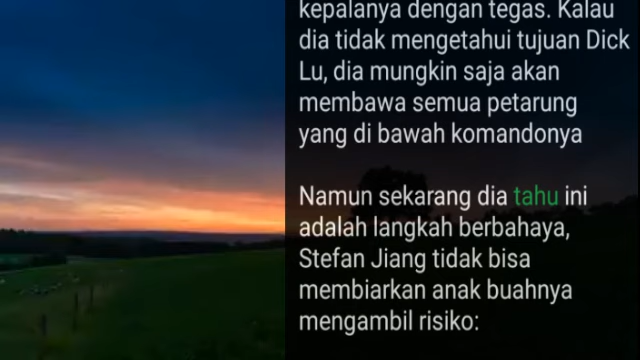 kepalanya dengan tegas. Kalau
dia tidak mengetahui tujuan Dick
Lu, dia mungkin saja akan
membawa semua petarung
yang di bawah komandonya
Namun sekarang dia tahu ini
adalah langkah berbahaya,
Stefan Jiang tidak bisa
membiarkan anak buahnya
mengambil risiko: